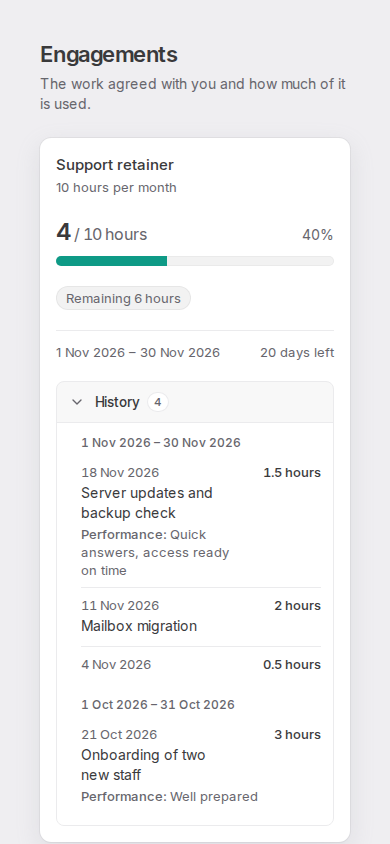 Engagements
The work agreed with you and how much of it
is used.
Support retainer
10 hours per month
4 / 10 hours 40%
Remaining 6 hours
1 Nov 2026 – 30 Nov 2026 20 days left
History 4
1 Nov 2026 – 30 Nov 2026
18 Nov 2026 1.5 hours
Server updates and
backup check
Performance: Quick
answers, access ready
on time
11 Nov 2026 2 hours
Mailbox migration
4 Nov 2026 0.5 hours
1 Oct 2026 – 31 Oct 2026
21 Oct 2026 3 hours
Onboarding of two
new staff
Performance: Well prepared